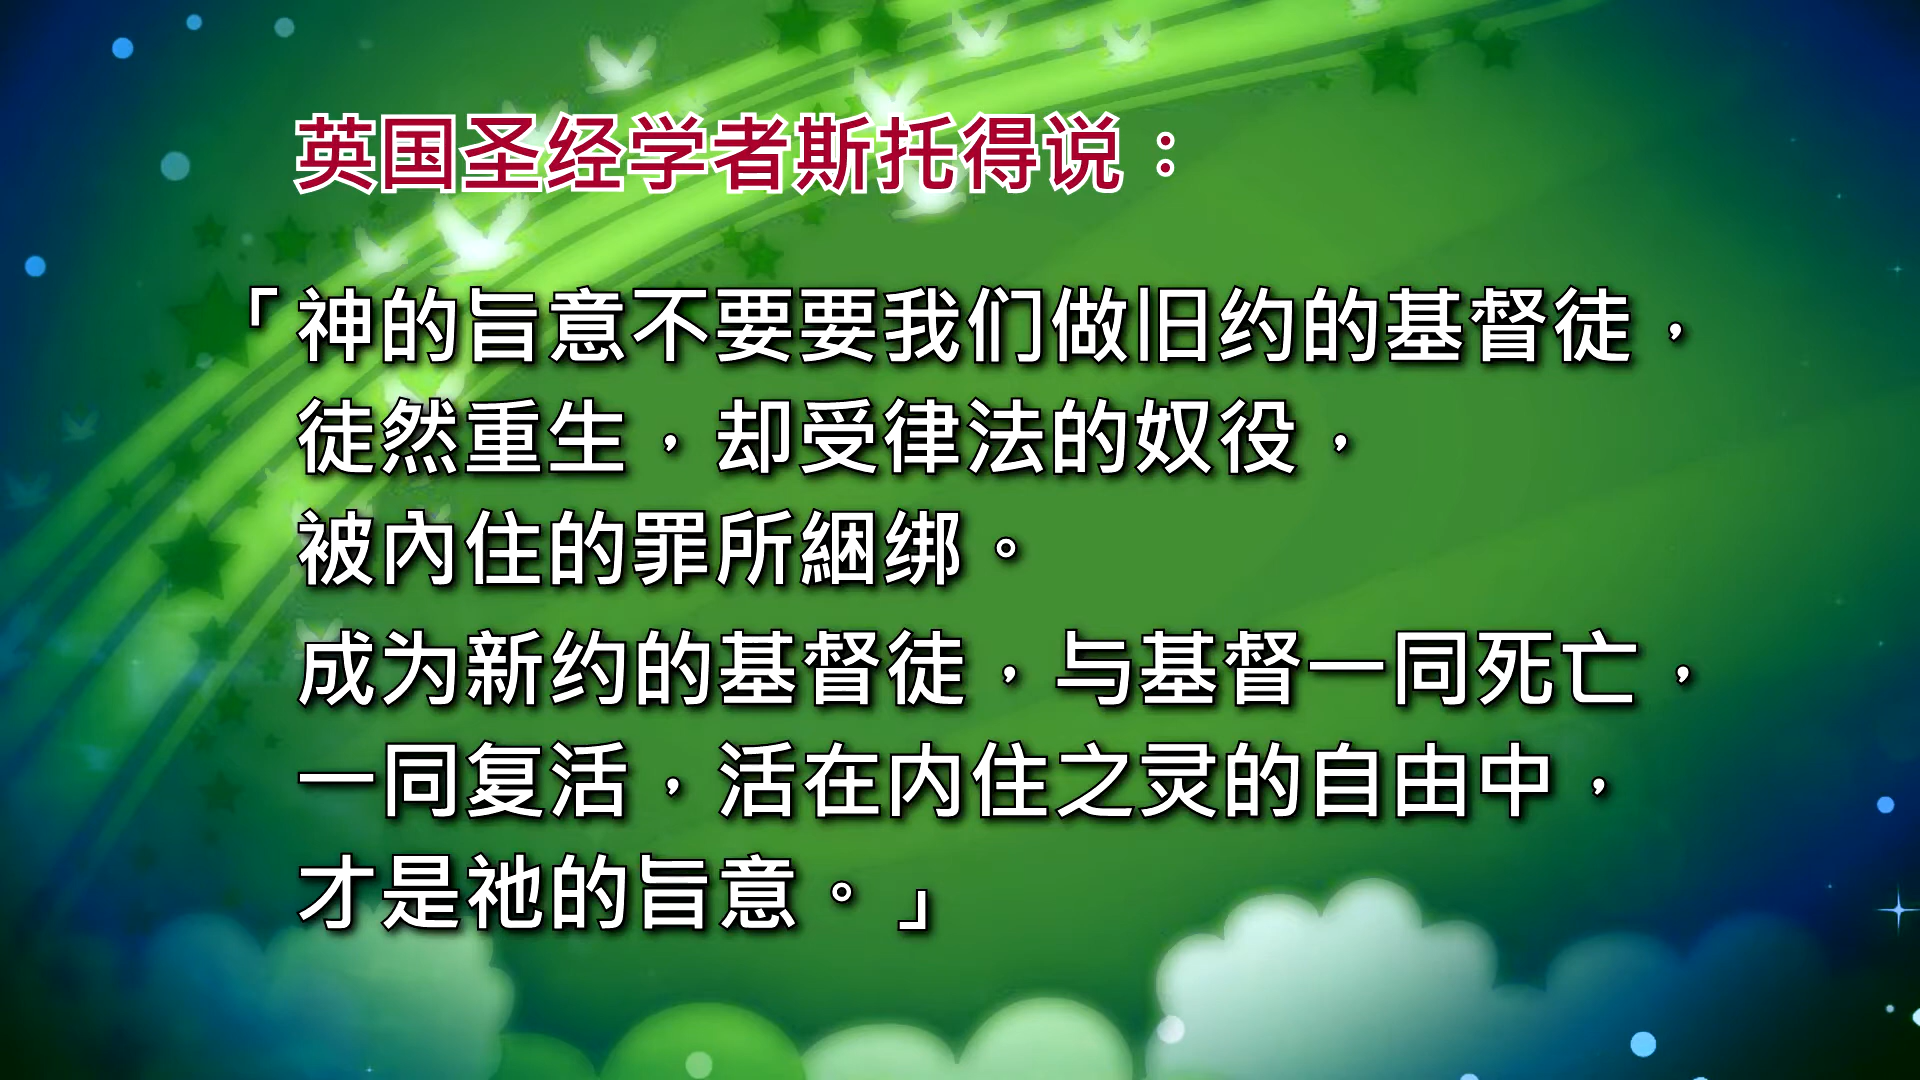 英国圣经学者斯托得说：
「神的旨意不要要我们做旧约的基督徒，
徒然重生，却受律法的奴役，
被內住的罪所綑绑。
成为新约的基督徒，与基督一同死亡，
一同复活，活在内住之灵的自由中，
才是祂的旨意。」